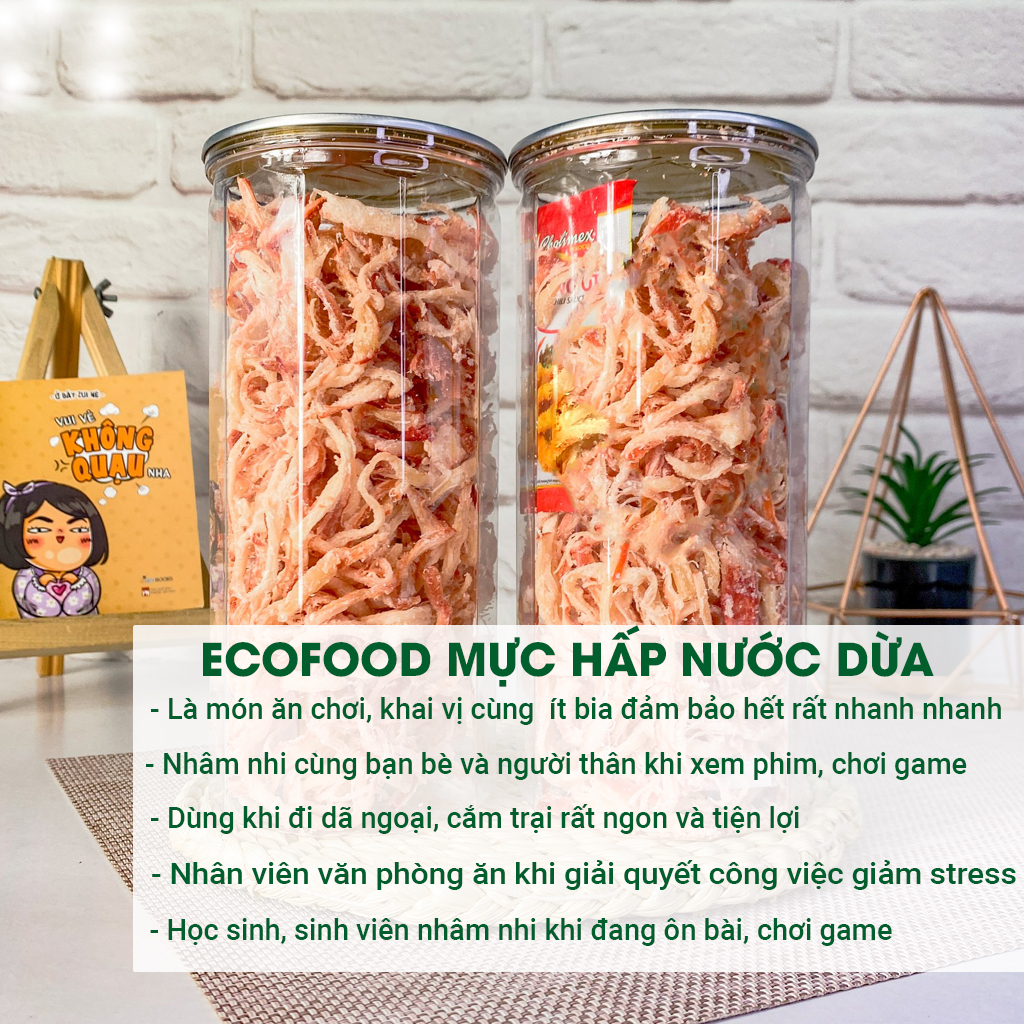 Ở ĐÂY ZUI NÈ
VUI VẺ
KHÔNG
QUẠU
NHA
Cholimex
CHILI SAUCE
ECOFOOD MỰC HẤP NƯỚC DỪA
- Là món ăn chơi, khai vị cùng ít bia đảm bảo hết rất nhanh nhanh
- Nhâm nhi cùng bạn bè và người thân khi xem phim, chơi game
- Dùng khi đi dã ngoại, cắm trại rất ngon và tiện lợi
- Nhân viên văn phòng ăn khi giải quyết công việc giảm stress
- Học sinh, sinh viên nhâm nhi khi đang ôn bài, chơi game